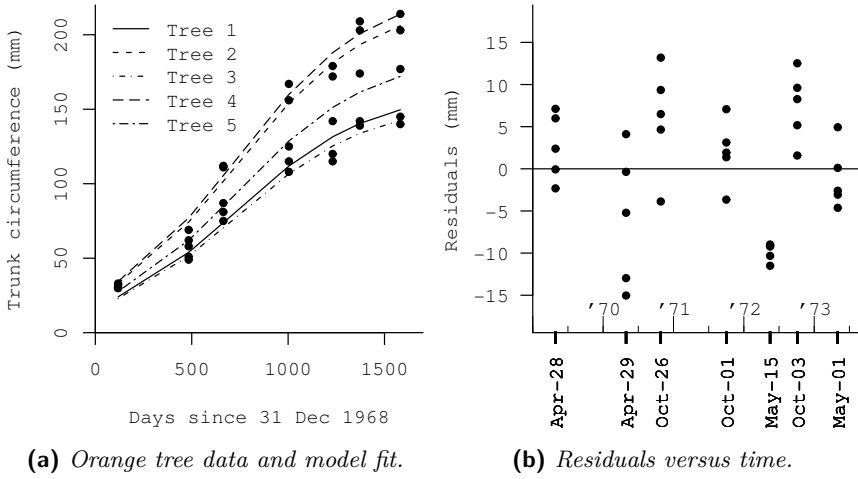 Trunk circumference (mm)
200
150
100
50
0
Tree 1
Tree 2
Tree 3
Tree 4
Tree 5
0 500 1000 1500
Days since 31 Dec 1968
(a) Orange tree data and model fit.
Residuals (mm)
15
10
5
0
−5
−10
−15
'70 '71 '72 '73
Apr−28
Apr−29
Oct−26
Oct−01
May−15
Oct−03
May−01
(b) Residuals versus time.